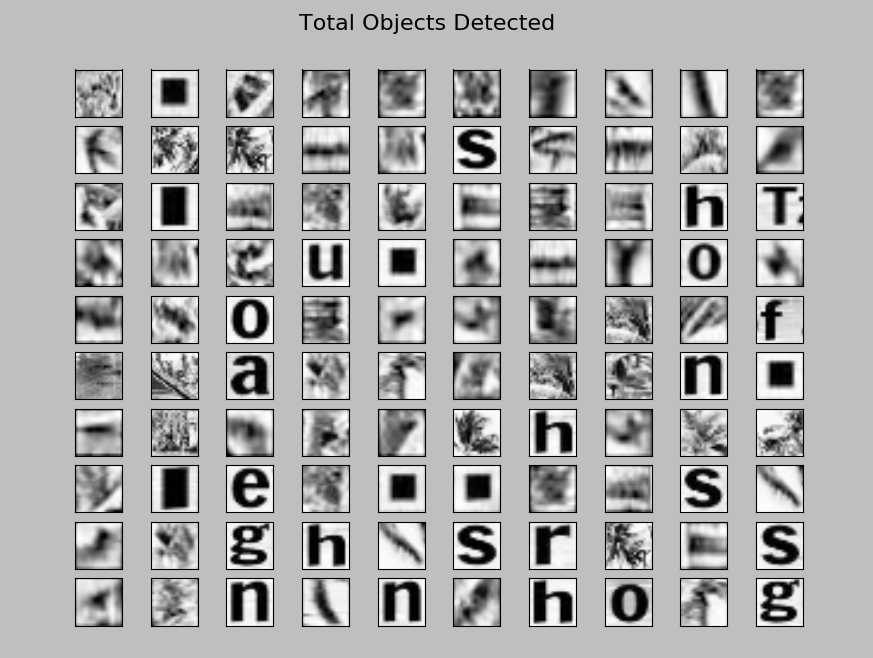 Total Objects Detected
s
h T
u o
o f
a n
h
e s
g h s r s
n n h o g